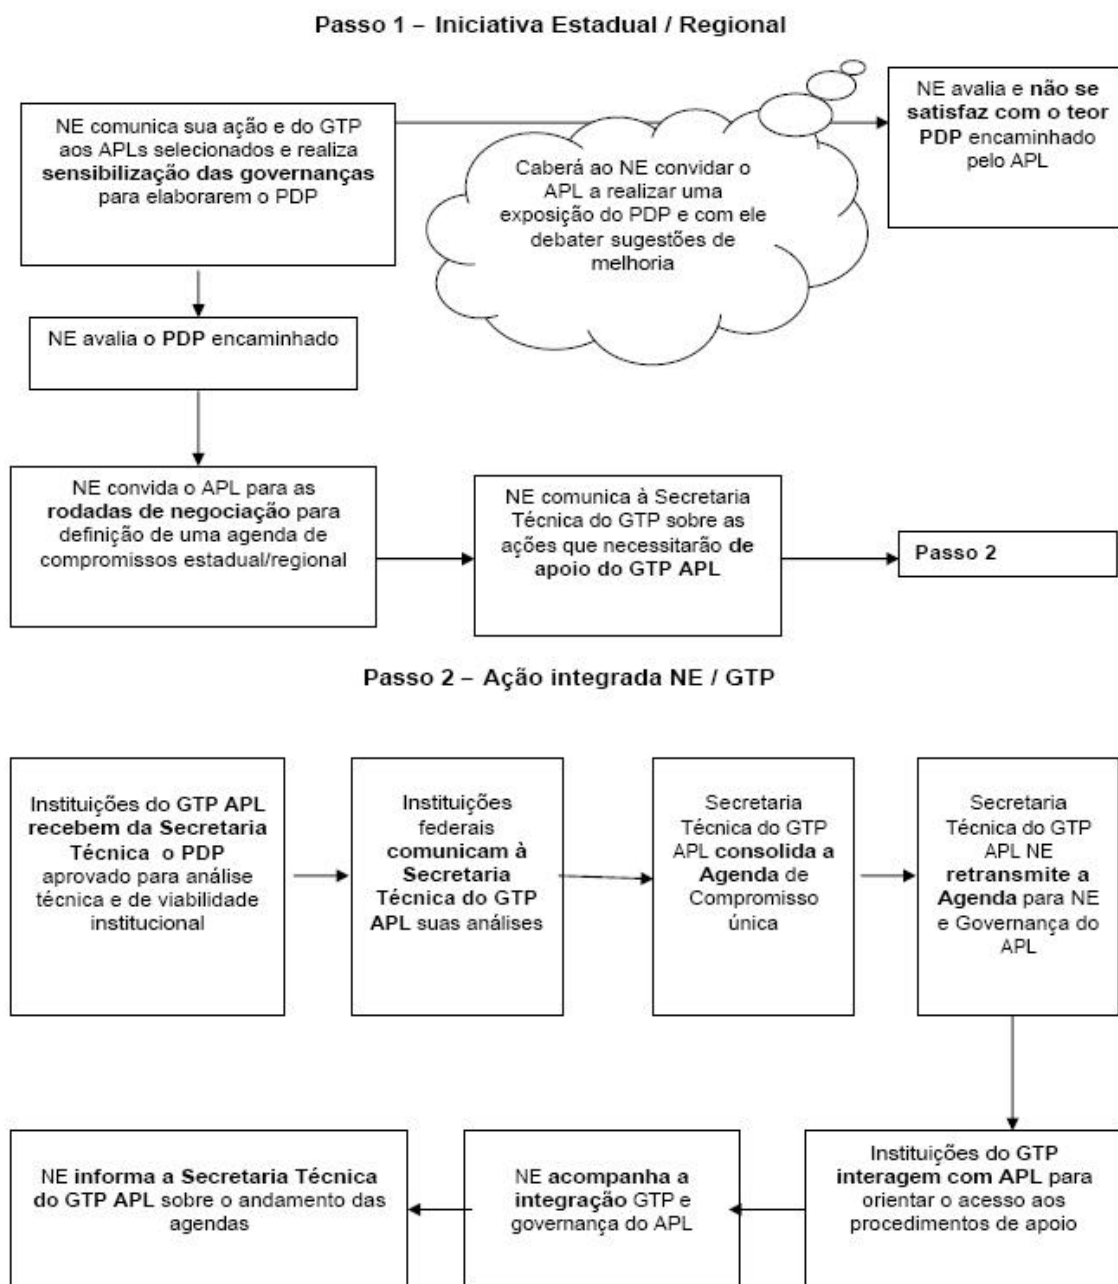 Passo 1 – Iniciativa Estadual / Regional
NE comunica sua ação e do GTP
aos APLs selecionados e realiza
sensibilização das governanças
para elaborarem o PDP
Caberá ao NE convidar o
APL a realizar uma
exposição do PDP e com ele
debater sugestões de
melhoria
NE avalia e não se
satisfaz com o teor
PDP encaminhado
pelo APL
NE avalia o PDP encaminhado
NE convida o APL para as
rodadas de negociação para
definição de uma agenda de
compromissos estadual/regional
NE comunica à Secretaria
Técnica do GTP sobre as
ações que necessitarão de
apoio do GTP APL
Passo 2
Passo 2 – Ação integrada NE / GTP
Instituições do GTP APL
recebem da Secretaria
Técnica o PDP
aprovado para análise
técnica e de viabilidade
institucional
Instituições
federais
comunicam à
Secretaria
Técnica do GTP
APL suas análises
Secretaria
Técnica do GTP
APL consolida a
Agenda de
Compromisso
única
Secretaria
Técnica do GTP
APL NE
retransmite a
Agenda para NE
e Governança do
APL
NE informa a Secretaria Técnica
do GTP APL sobre o andamento das
agendas
NE acompanha a
integração GTP e
governança do APL
Instituições do GTP
interagem com APL para
orientar o acesso aos
procedimentos de apoio